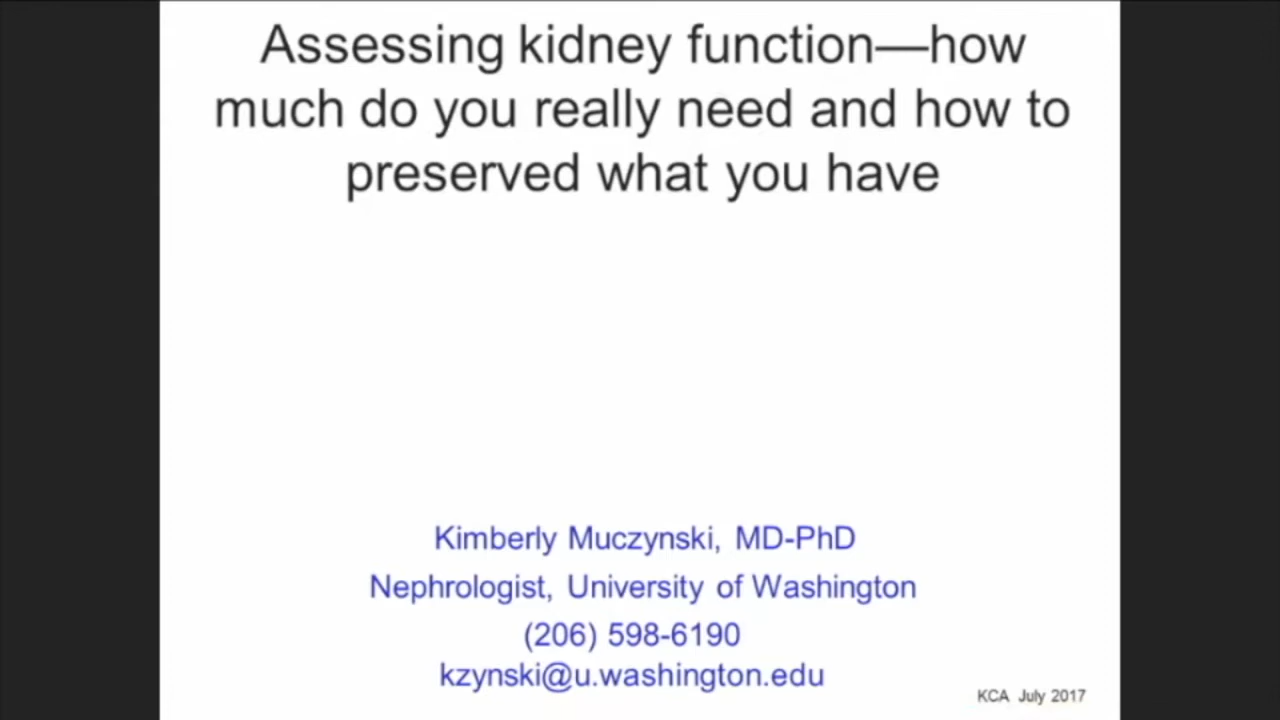 Assessing kidney function—how
much do you really need and how to
preserved what you have
Kimberly Muczynski, MD-PhD
Nephrologist, University of Washington
(206) 598-6190
kzynski@u.washington.edu
KCA July 2017